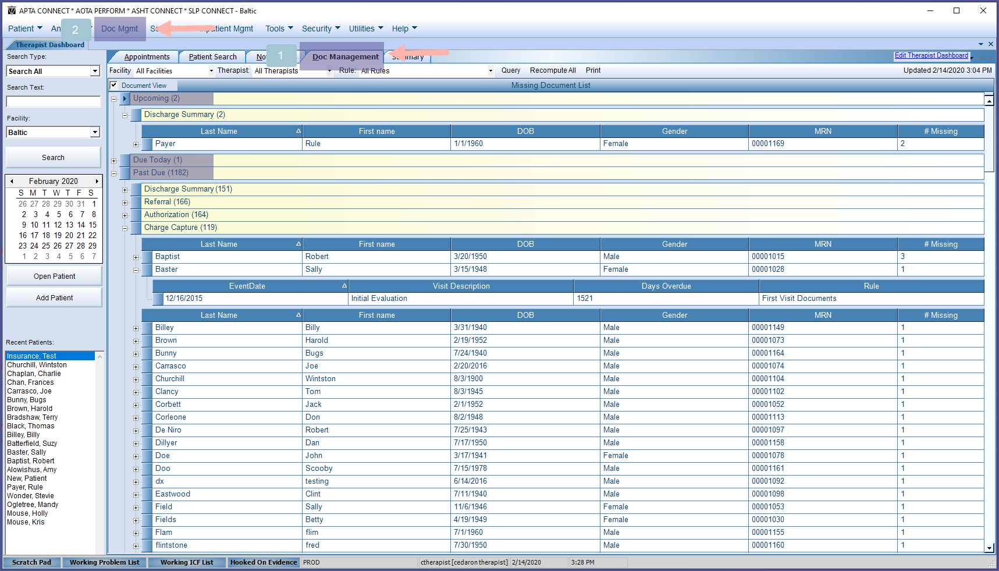 APTA CONNECT * AOTA PERFORM * ASHT CONNECT * SLP CONNECT - Baltic
Patient An 2 Doc Mgmt Inpatient Mgmt Tools Security Utilities Help
Therapist Dashboard
Search Type:
Search All
Search Text:
Facility:
Baltic
Search
February 2020
S M T W T F S
26 27 28 29 30 31 1
2 3 4 5 6 7 8
9 10 11 12 13 14 15
16 17 18 19 20 21 22
23 24 25 26 27 28 29
1 2 3 4 5 6 7
Open Patient
Add Patient
Recent Patients:
Insurance, Test
Churchill, Wintston
Chaplan, Charlie
Chan, Frances
Carrasco, Joe
Bunny, Bugs
Brown, Harold
Bradshaw, Terry
Black, Thomas
Billey, Billy
Batterfield, Suzy
Baster, Sally
Baptist, Robert
Alowishus, Amy
New, Patient
Payer, Rule
Wonder, Stevie
Ogletree, Mandy
Mouse, Holly
Mouse, Kris
Appointments Patient Search No 1 Doc Management Summary Edit Therapist Dashboard
Facility All Facilities Therapist: All Therapists Rule: All Rules Query Recompute All Print Updated 2/14/2020 3:04 PM
Document View Missing Document List
Upcoming (2)
Discharge Summary (2)
Last Name First name DOB Gender MRN # Missing
Payer Rule 1/1/1960 Female 00001169 2
Due Today (1)
Past Due (1182)
Discharge Summary (151)
Referral (166)
Authorization (164)
Charge Capture (119)
Last Name First name DOB Gender MRN # Missing
Baptist Robert 3/20/1950 Male 00001015 3
Baster Sally 3/15/1948 Female 00001028 1
EventDate Visit Description Days Overdue Rule
12/16/2015 Initial Evaluation 1521 First Visit Documents
Last Name First name DOB Gender MRN # Missing
Billey Billy 3/31/1940 Male 00001149 1
Brown Harold 2/19/1952 Male 00001073 1
Bunny Bugs 7/24/1940 Male 00001164 1
Carrasco Joe 2/20/2016 Male 00001074 1
Churchill Wintston 8/3/1900 Male 00001104 1
Clancy Tom 8/3/1945 Male 00001102 1
Corbett Jack 2/1/1952 Male 00001052 1
Corleone Don 8/2/1948 Male 00001113 1
De Niro Robert 7/25/1943 Male 00001097 1
Dillyer Dan 7/17/1950 Male 00001158 1
Doe John 3/17/1941 Female 00001078 1
Doo Scooby 7/15/1978 Male 00001161 1
dx testing 6/14/2016 Male 00001092 1
Eastwood Clint 7/11/1940 Male 00001098 1
Field Sally 11/6/1946 Female 00001053 1
Fields Betty 4/19/1949 Female 00001030 1
Flam flim 7/1/1960 Male 00001155 1
flintstone fred 7/30/1950 Male 00001160 1
Scratch Pad Working Problem List Working ICF List Hooked On Evidence PROD ctherapist [cedaron therapist] 2/14/2020 3:28 PM